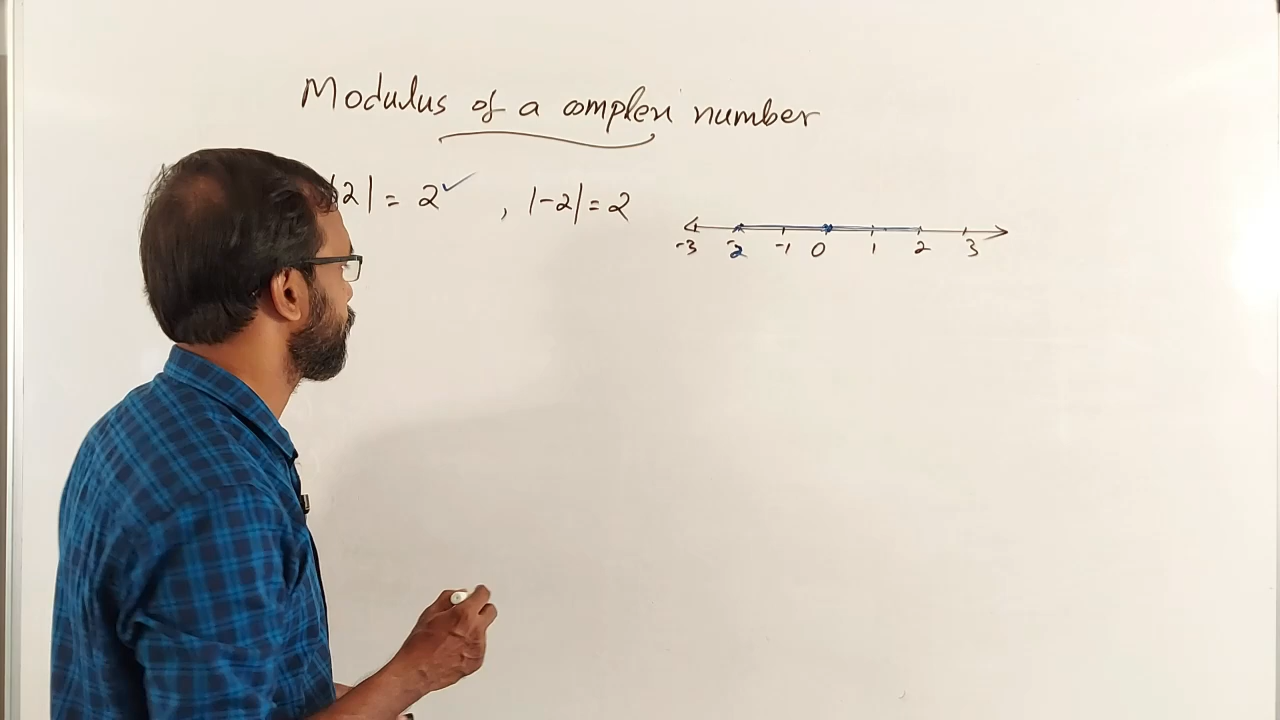 Modulus of a complex number
|2| = 2✓ , |-2| = 2
-3 -2 -1 0 1 2 3